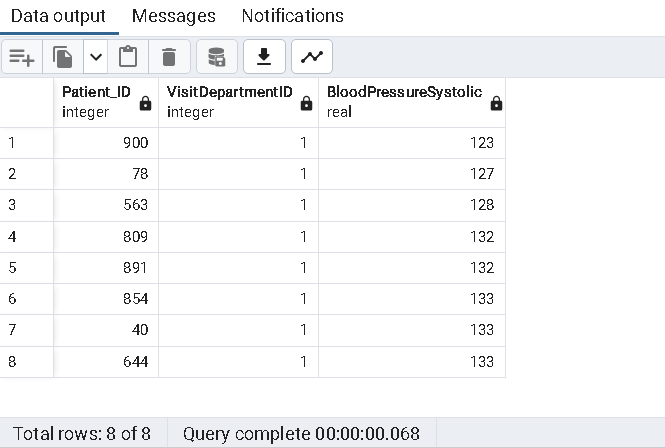 Data output Messages Notifications
Patient_ID VisitDepartmentID BloodPressureSystolic
integer integer real
1 900 1 123
2 78 1 127
3 563 1 128
4 809 1 132
5 891 1 132
6 854 1 133
7 40 1 133
8 644 1 133
Total rows: 8 of 8 Query complete 00:00:00.068